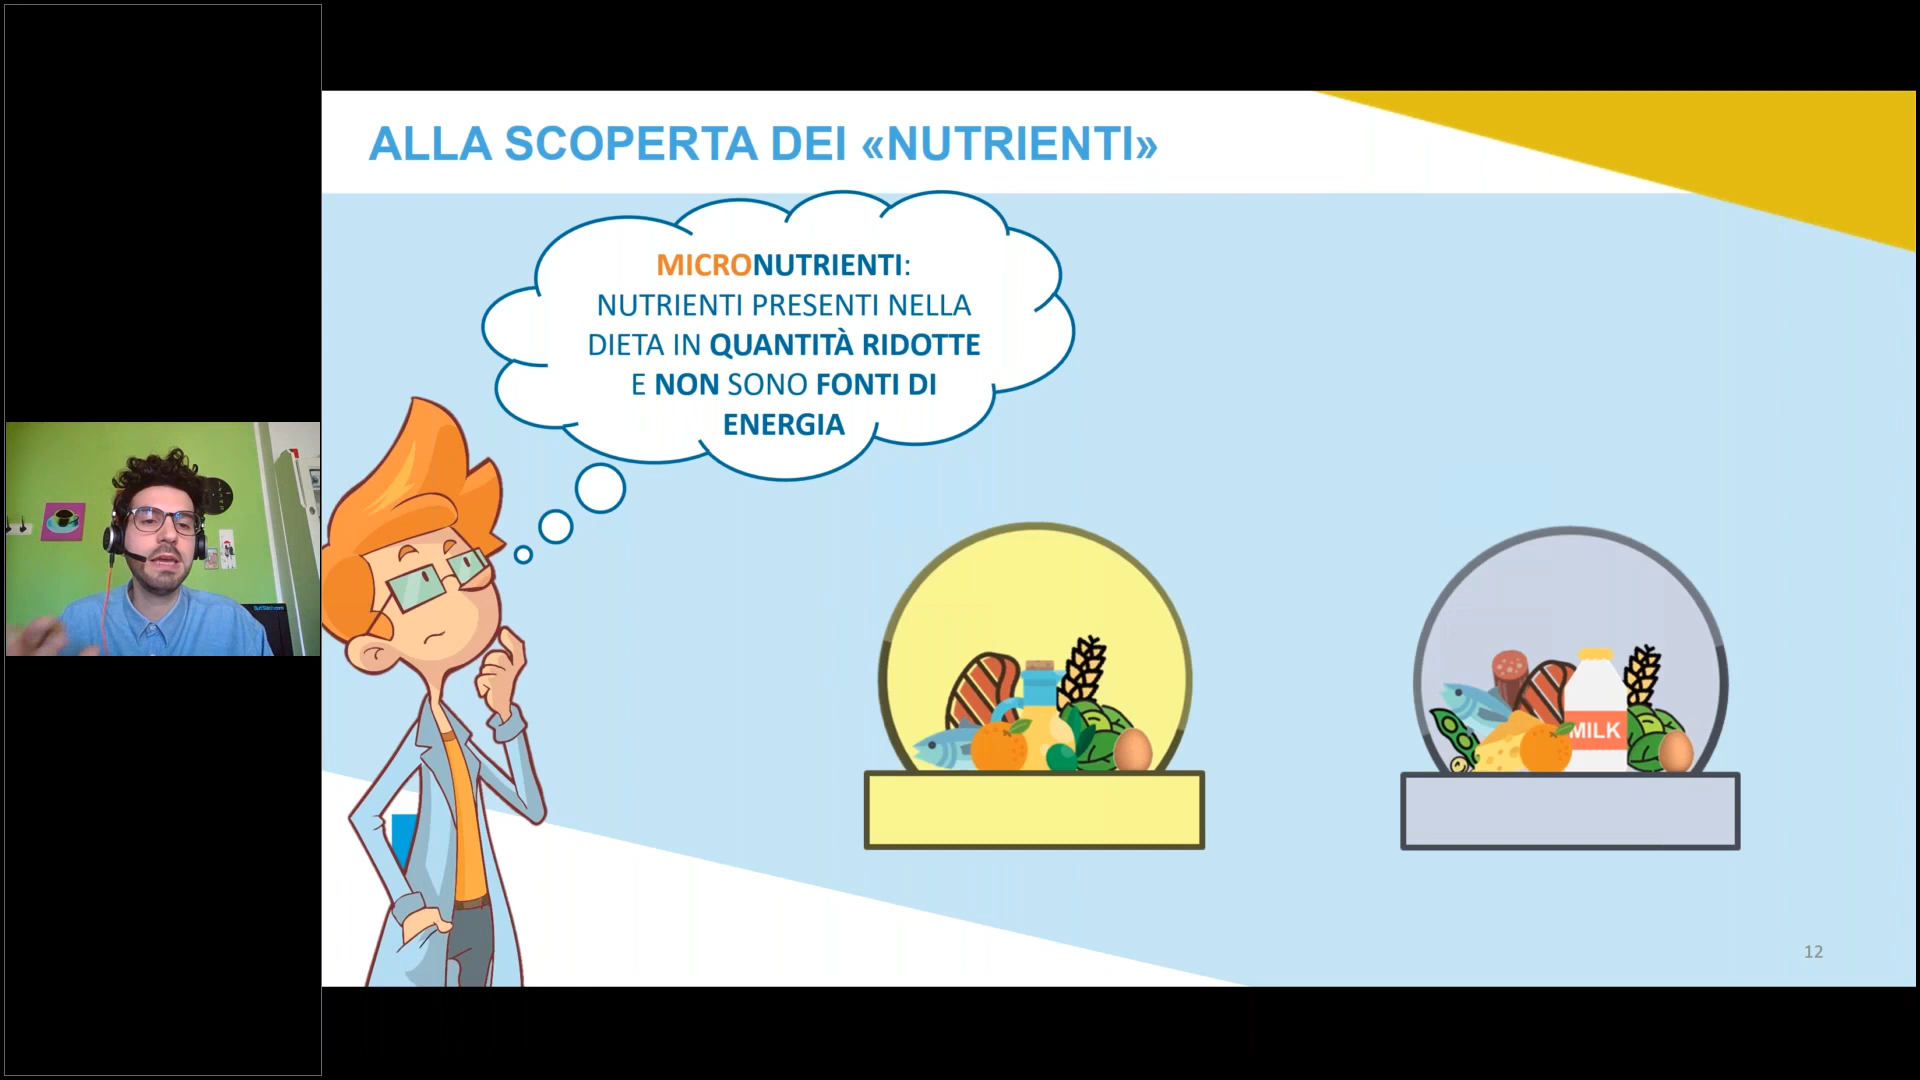 ALLA SCOPERTA DEI «NUTRIENTI»
MICRONUTRIENTI:
NUTRIENTI PRESENTI NELLA
DIETA IN QUANTITÀ RIDOTTE
E NON SONO FONTI DI
ENERGIA
MILK
12